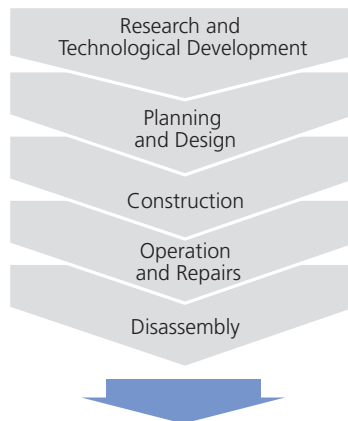 Research and
Technological Development
Planning
and Design
Construction
Operation
and Repairs
Disassembly